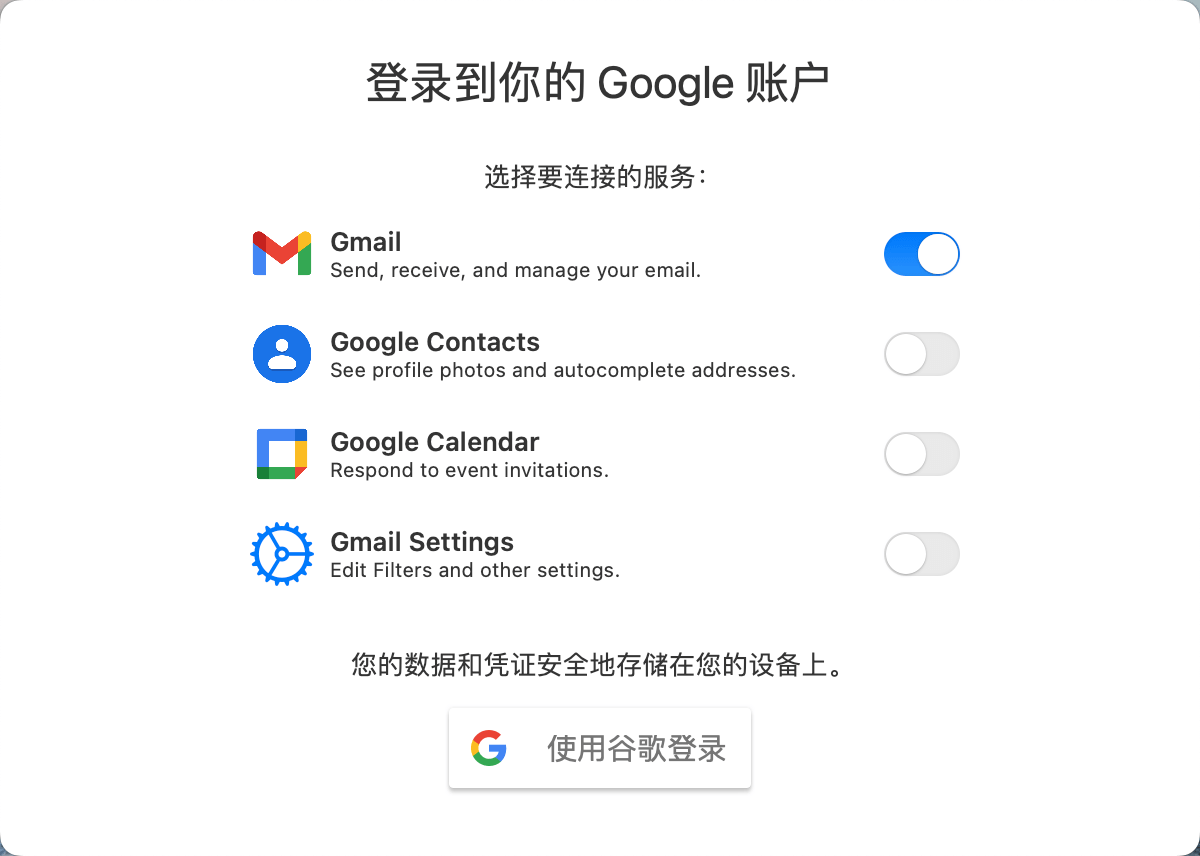 登录到你的 Google 账户
选择要连接的服务：
Gmail
Send, receive, and manage your email.
Google Contacts
See profile photos and autocomplete addresses.
Google Calendar
Respond to event invitations.
Gmail Settings
Edit Filters and other settings.
您的数据和凭证安全地存储在您的设备上。
使用谷歌登录